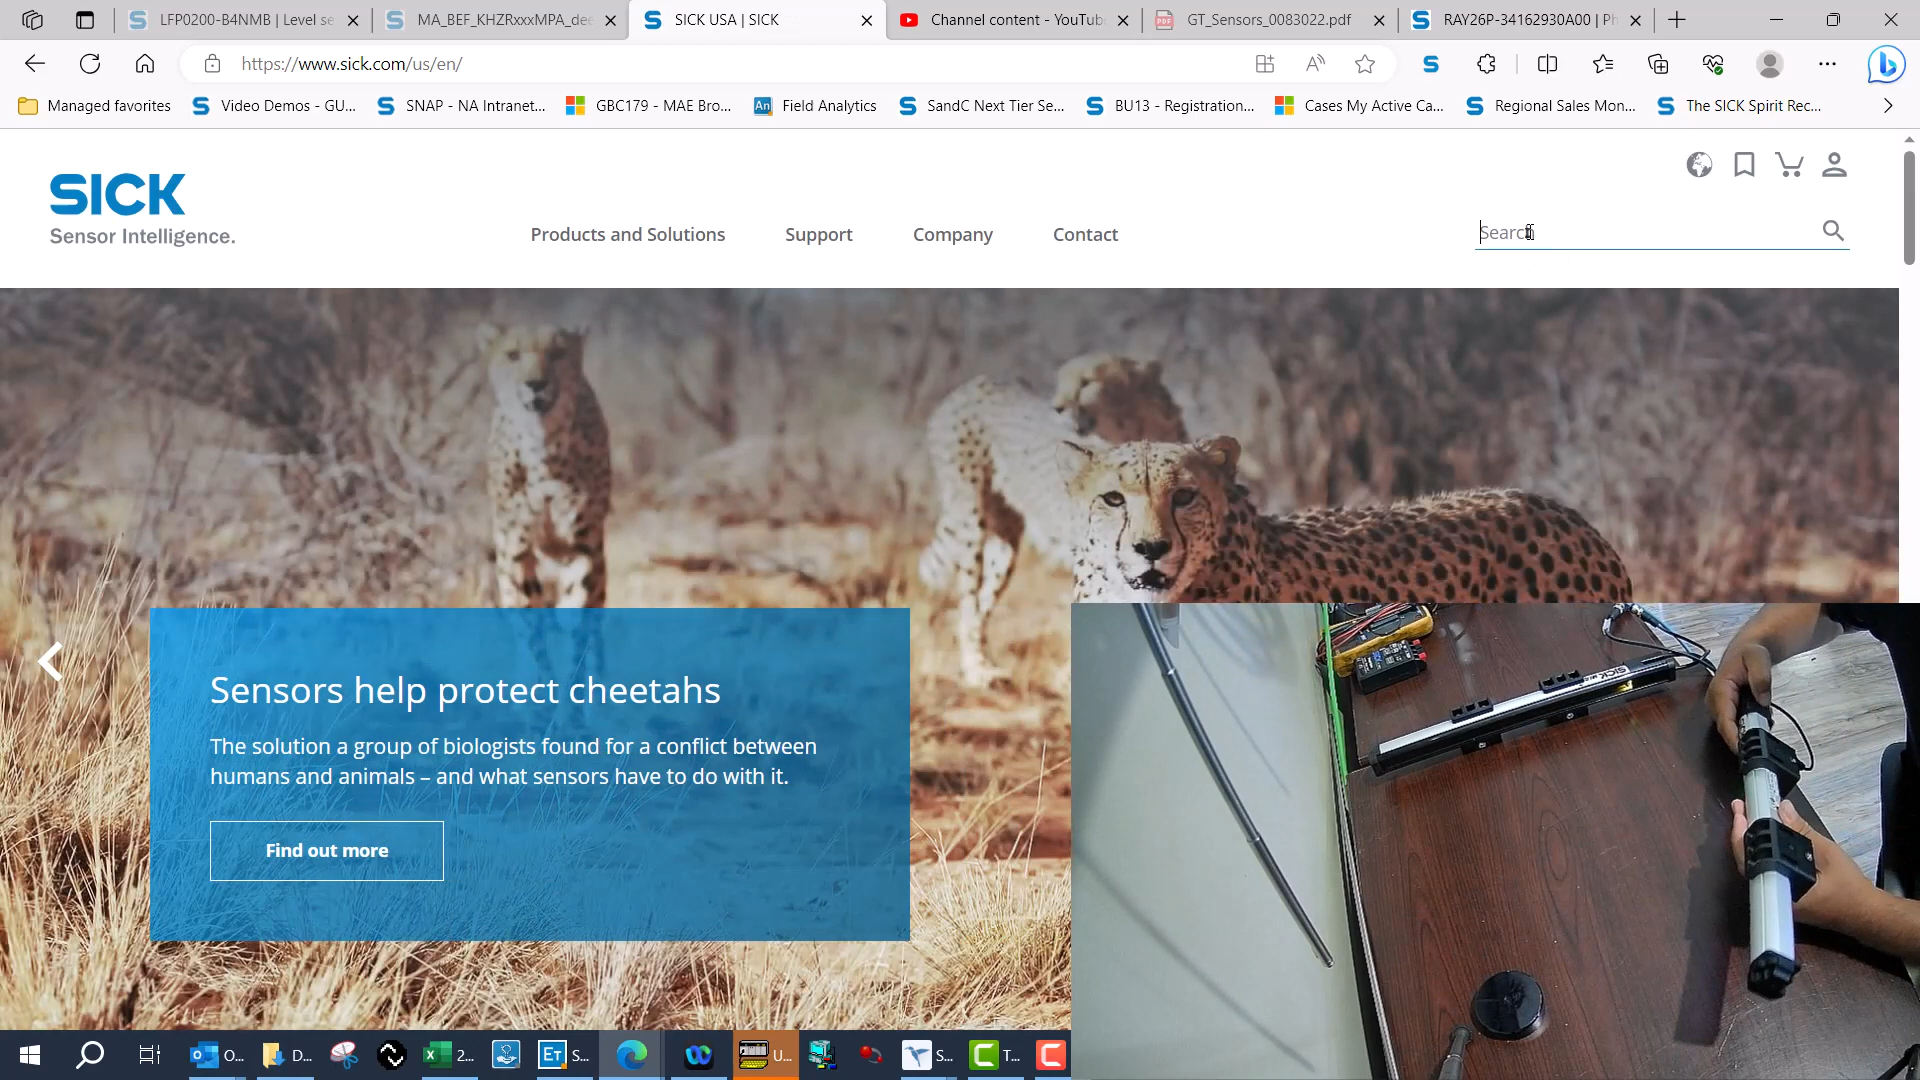 LFP0200-B4NMB | Level se
MA_BEF_KHZRxxxMPA_dee
SICK USA | SICK
Channel content - YouTub
GT_Sensors_0083022.pdf
RAY26P-34162930A00 | Ph
https://www.sick.com/us/en/
Managed favorites
Video Demos - GU...
SNAP - NA Intranet...
GBC179 - MAE Bro...
Field Analytics
SandC Next Tier Se...
BU13 - Registration...
Cases My Active Ca...
Regional Sales Mon...
The SICK Spirit Rec...
SICK
Sensor Intelligence.
Products and Solutions
Support
Company
Contact
Search
Sensors help protect cheetahs
The solution a group of biologists found for a conflict between
humans and animals – and what sensors have to do with it.
Find out more
SICK
O...
D...
2...
S...
U...
S...
T...